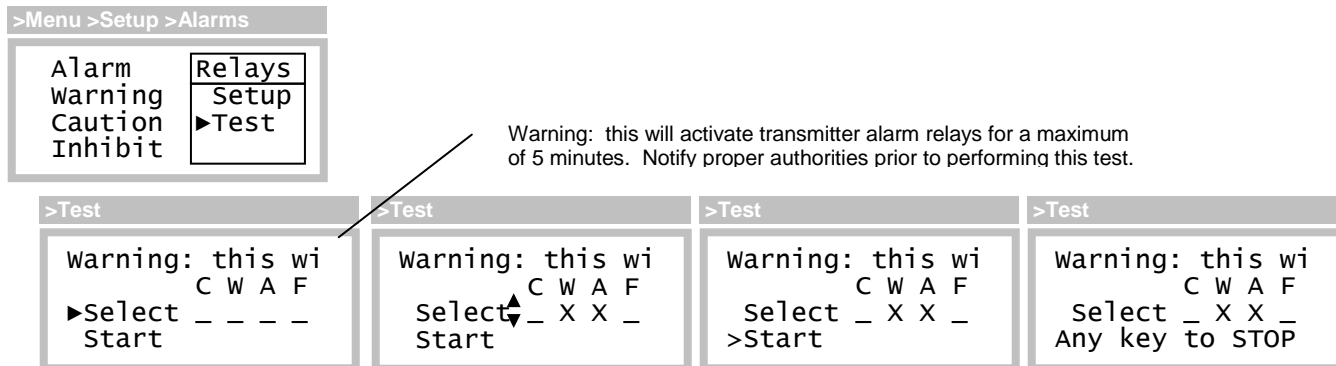 >Menu >Setup >Alarms
Alarm
Warning
Caution
Inhibit
Relays
Setup
►Test
Warning: this will activate transmitter alarm relays for a maximum
of 5 minutes. Notify proper authorities prior to performing this test.
>Test
Warning: this wi
C W A F
►Select _ _ _ _
Start
>Test
Warning: this wi
C W A F
Select _ X X _
Start
>Test
Warning: this wi
C W A F
Select _ X X _
>Start
>Test
Warning: this wi
C W A F
Select _ X X _
Any key to STOP